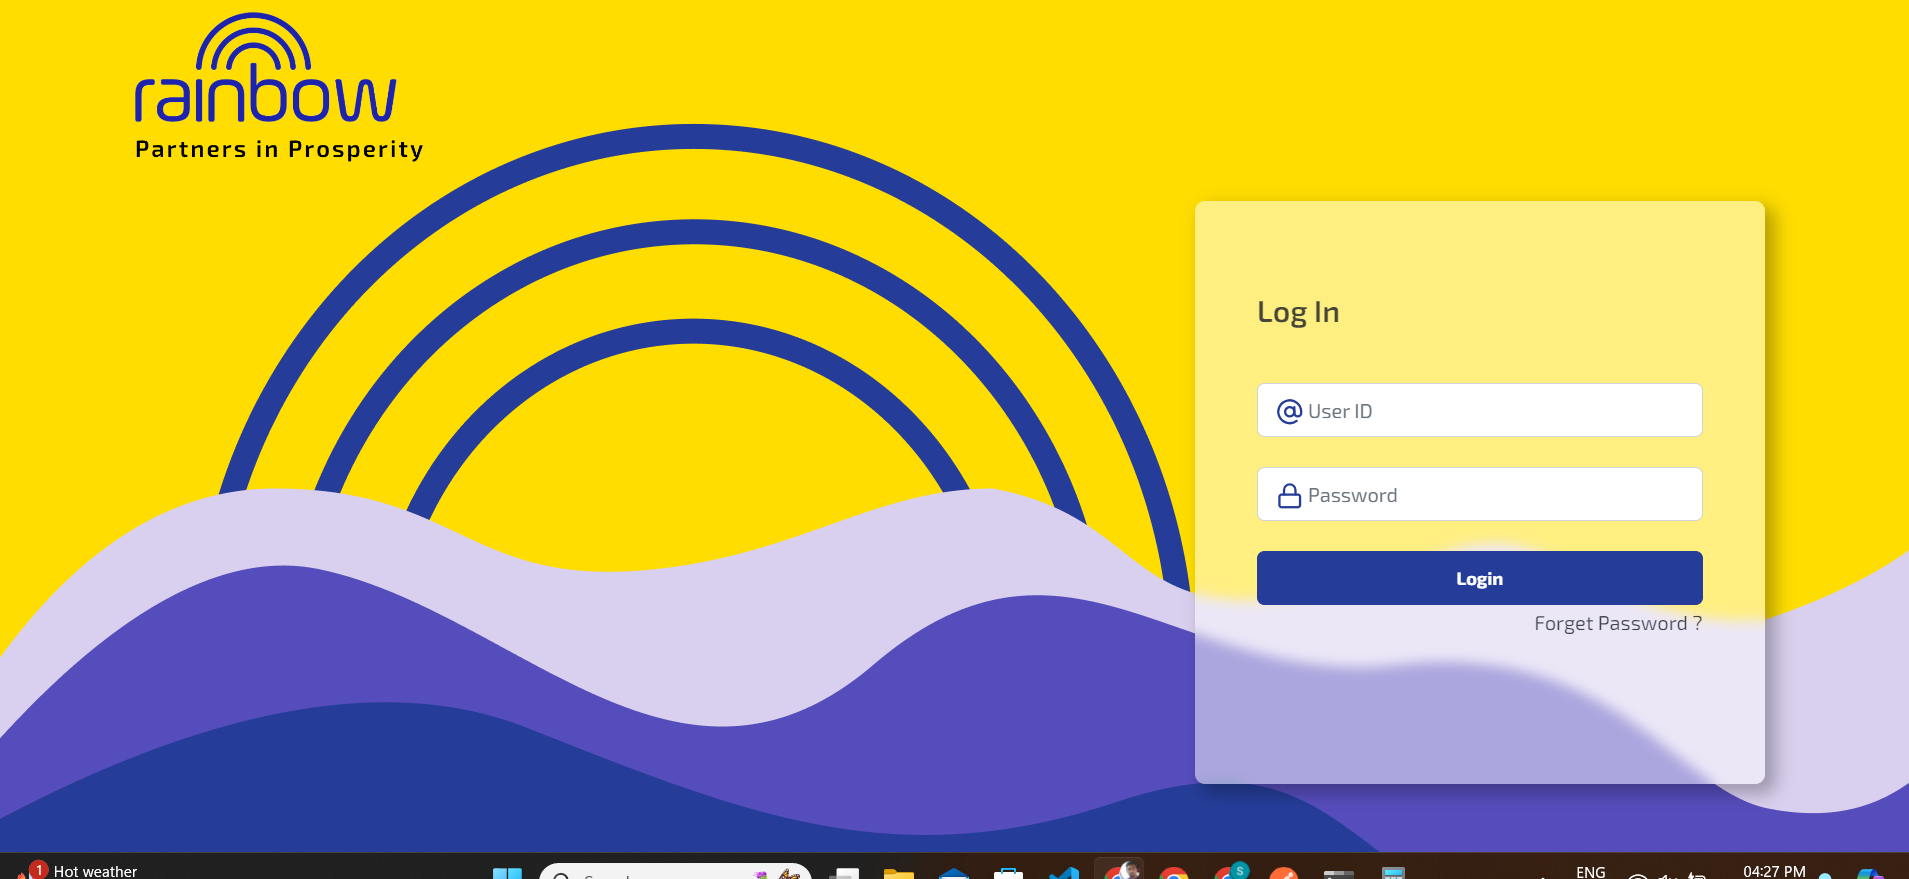 rainbow
Partners in Prosperity
Log In
User ID
Password
Login
Forget Password ?
1
Hot weather
S
ENG
04:27 PM